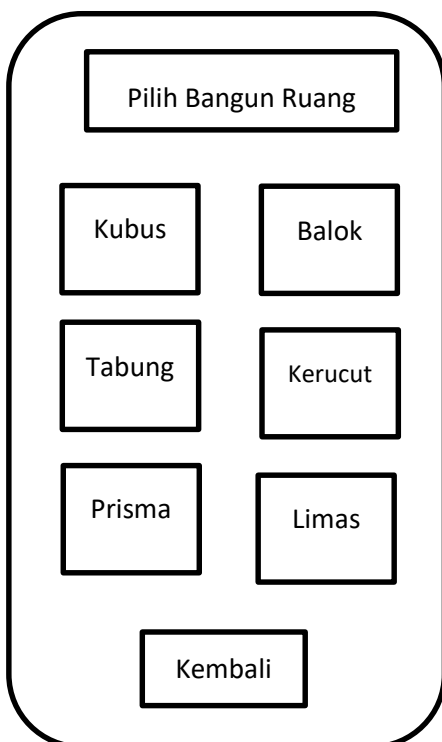 Pilih Bangun Ruang
Kubus
Balok
Tabung
Kerucut
Prisma
Limas
Kembali